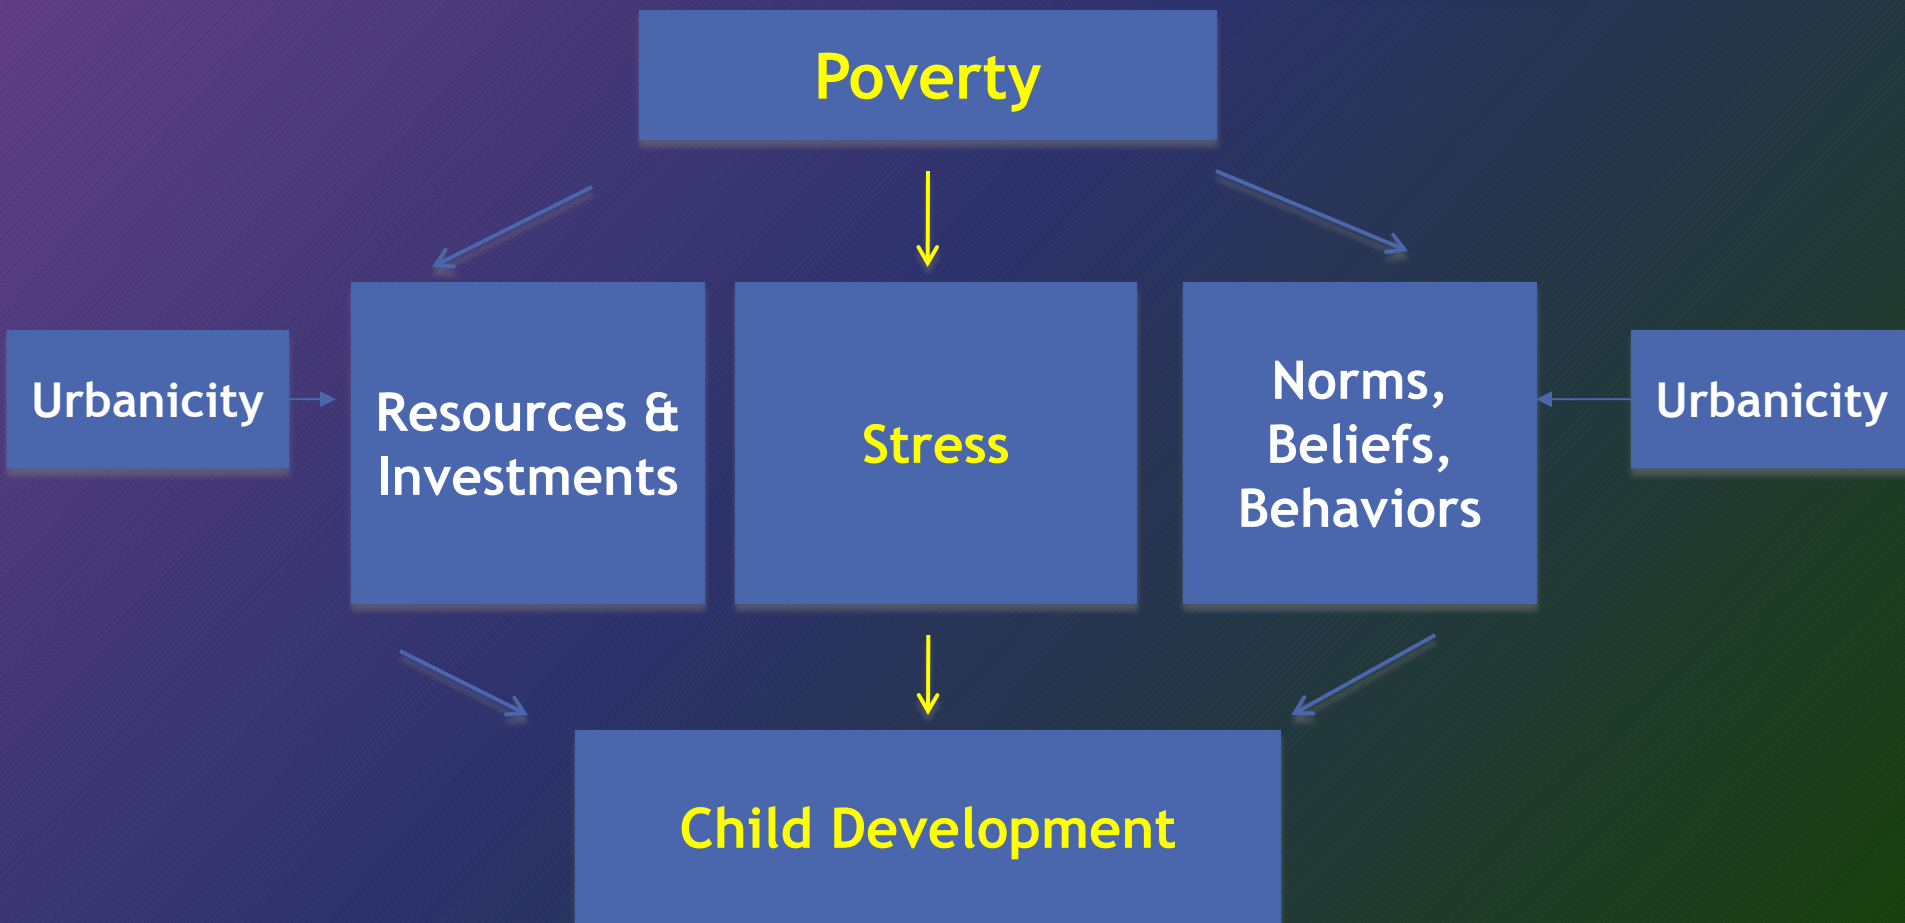 Poverty
Urbanicity
Resources &
Investments
Stress
Norms,
Beliefs,
Behaviors
Urbanicity
Child Development